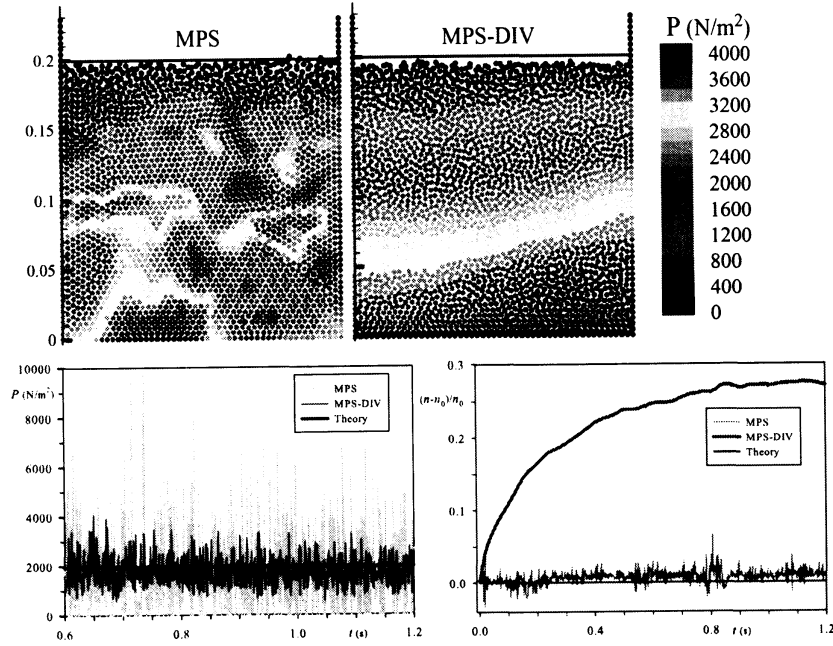 MPS
MPS-DIV
P (N/m²)
0.2
0.15
0.1
0.05
0
4000
3600
3200
2800
2400
2000
1600
1200
800
400
0
10000
P (N/m²)
8000
6000
4000
2000
0
MPS
MPS-DIV
Theory
0.6
0.8
1.0
t (s)
1.2
0.3
(n-n₀)/n₀
0.2
0.1
0.0
MPS
MPS-DIV
Theory
0.0
0.4
0.8
t (s)
1.2